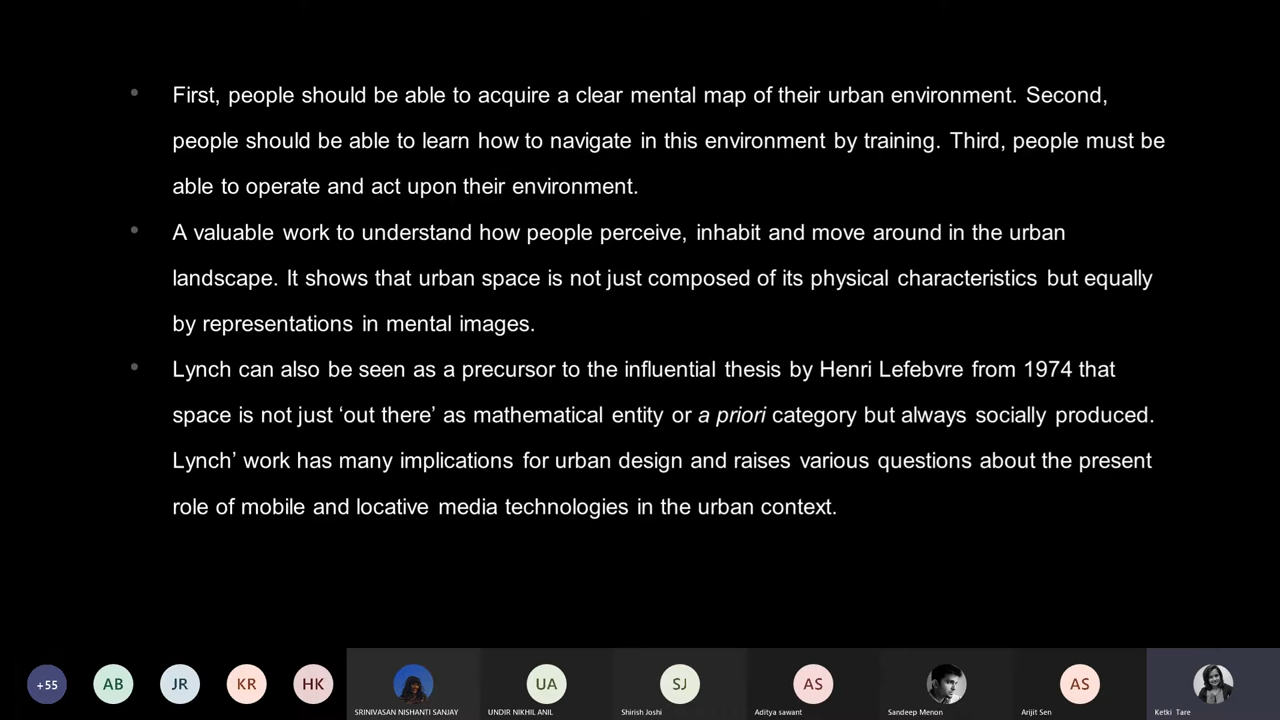 • First, people should be able to acquire a clear mental map of their urban environment. Second,
people should be able to learn how to navigate in this environment by training. Third, people must be
able to operate and act upon their environment.
• A valuable work to understand how people perceive, inhabit and move around in the urban
landscape. It shows that urban space is not just composed of its physical characteristics but equally
by representations in mental images.
• Lynch can also be seen as a precursor to the influential thesis by Henri Lefebvre from 1974 that
space is not just ‘out there’ as mathematical entity or a priori category but always socially produced.
Lynch’ work has many implications for urban design and raises various questions about the present
role of mobile and locative media technologies in the urban context.
+55 AB JR KR HK UA SJ AS AS
SRINIVASAN NISHANTI SANJAY UNDIR NIKHIL ANIL Shirish Joshi Aditya sawant Sandeep Menon Arijit Sen Ketki Tare